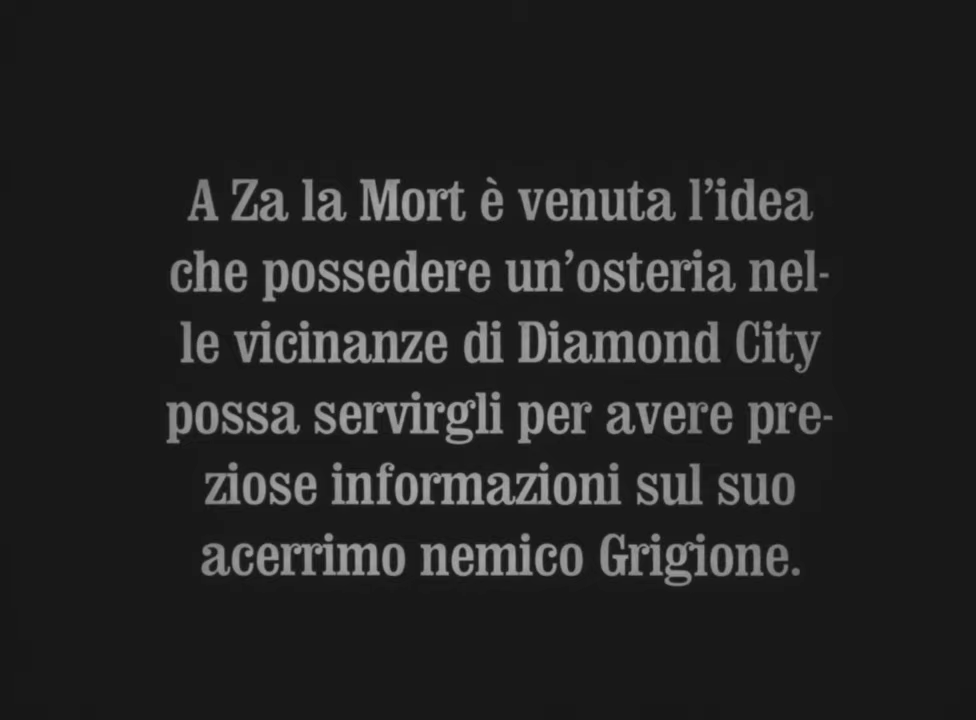 A Za la Mort è venuta l’idea
che possedere un’osteria nel-
le vicinanze di Diamond City
possa servirgli per avere pre-
ziose informazioni sul suo
acerrimo nemico Grigione.